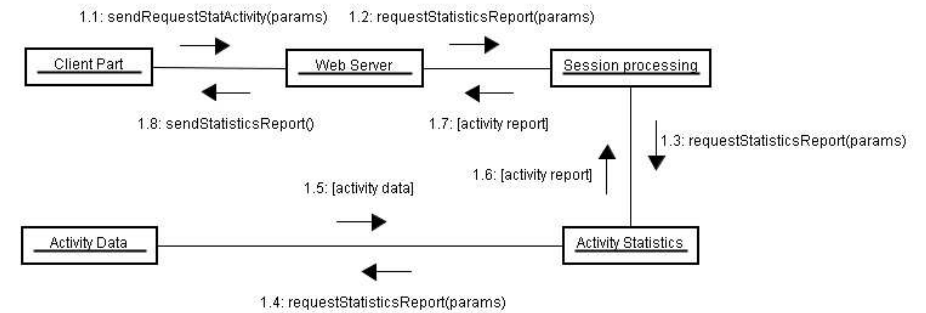 1.1: sendRequestStatActivity(params)
1.2: requestStatisticsReport(params)
Client Part
Web Server
Session processing
1.8: sendStatisticsReport()
1.7: [activity report]
1.3: requestStatisticsReport(params)
1.6: [activity report]
1.5: [activity data]
Activity Data
Activity Statistics
1.4: requestStatisticsReport(params)